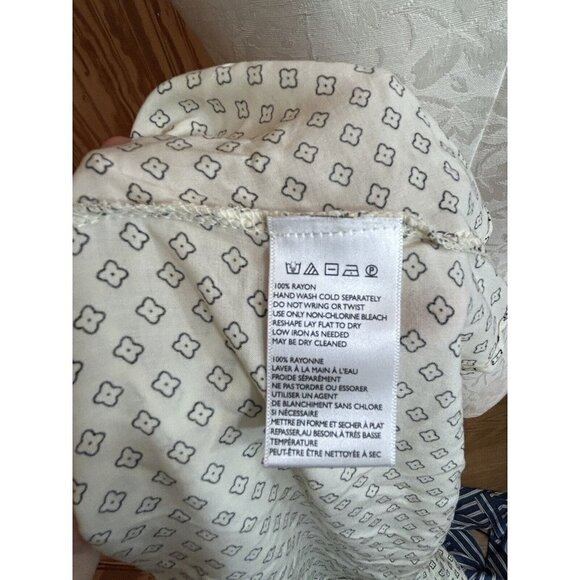 100% RAYON
HAND WASH COLD SEPARATELY
DO NOT WRING OR TWIST
USE ONLY NON-CHLORINE BLEACH
RESHAPE LAY FLAT TO DRY
LOW IRON AS NEEDED
MAY BE DRY CLEANED
100% RAYONNE
LAVER À LA MAIN À L'EAU
FROIDE SÉPARÉMENT
NE PAS TORDRE OU ESSORER
UTILISER UN AGENT
DE BLANCHIMENT SANS CHLORE
SI NÉCESSAIRE
METTRE EN FORME ET SÉCHER À PLAT
REPASSER, AU BESOIN, À TRÈS BASSE
TEMPÉRATURE
PEUT-ÊTRE ÊTRE NETTOYÉE À SEC